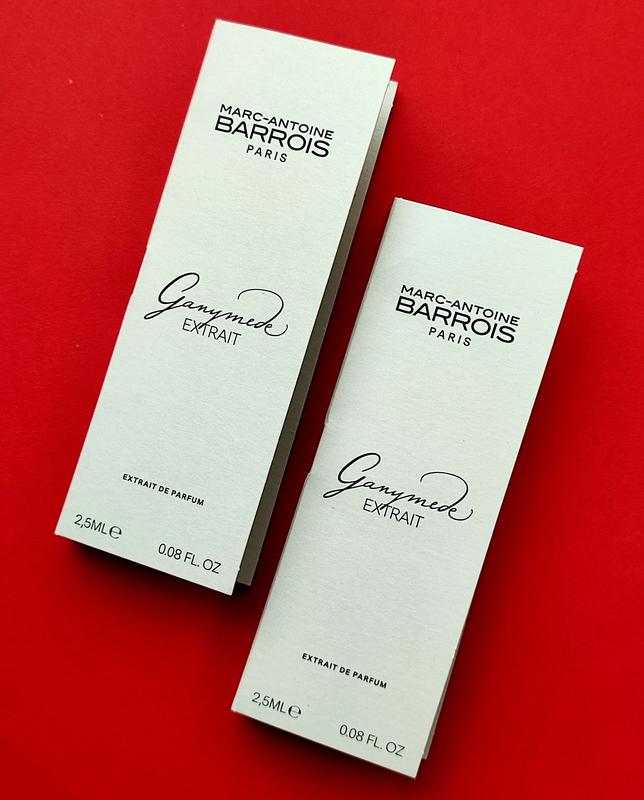 MARC-ANTOINE
BARROIS
PARIS
Ganymede
EXTRAIT
EXTRAIT DE PARFUM
2,5ML℮
0.08 FL. OZ
MARC-ANTOINE
BARROIS
PARIS
Ganymede
EXTRAIT
EXTRAIT DE PARFUM
2,5ML℮
0.08 FL. OZ